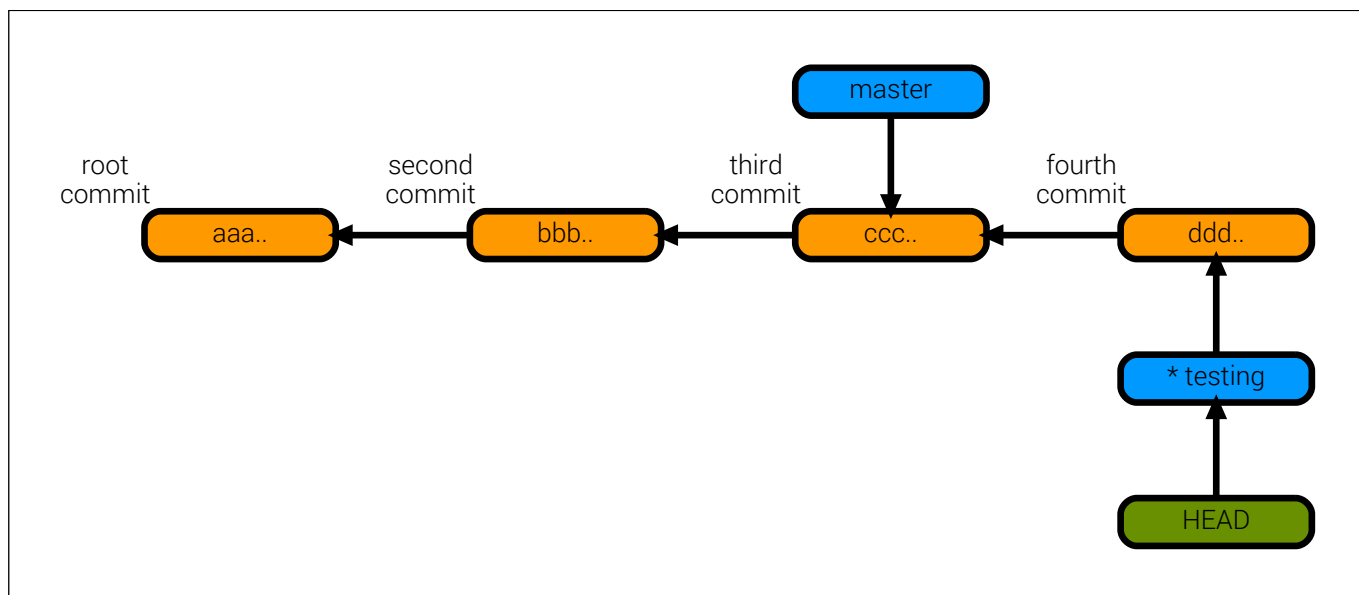 master
root
commit
second
commit
third
commit
fourth
commit
aaa..
bbb..
ccc..
ddd..
* testing
HEAD